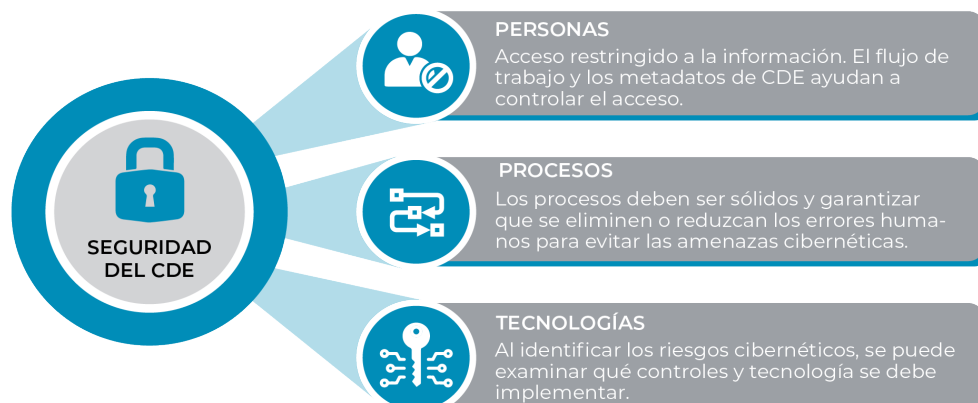 SEGURIDAD
DEL CDE
PERSONAS
Acceso restringido a la información. El flujo de
trabajo y los metadatos de CDE ayudan a
controlar el acceso.
PROCESOS
Los procesos deben ser sólidos y garantizar
que se eliminen o reduzcan los errores huma-
nos para evitar las amenazas cibernéticas.
TECNOLOGÍAS
Al identificar los riesgos cibernéticos, se puede
examinar qué controles y tecnología se debe
implementar.